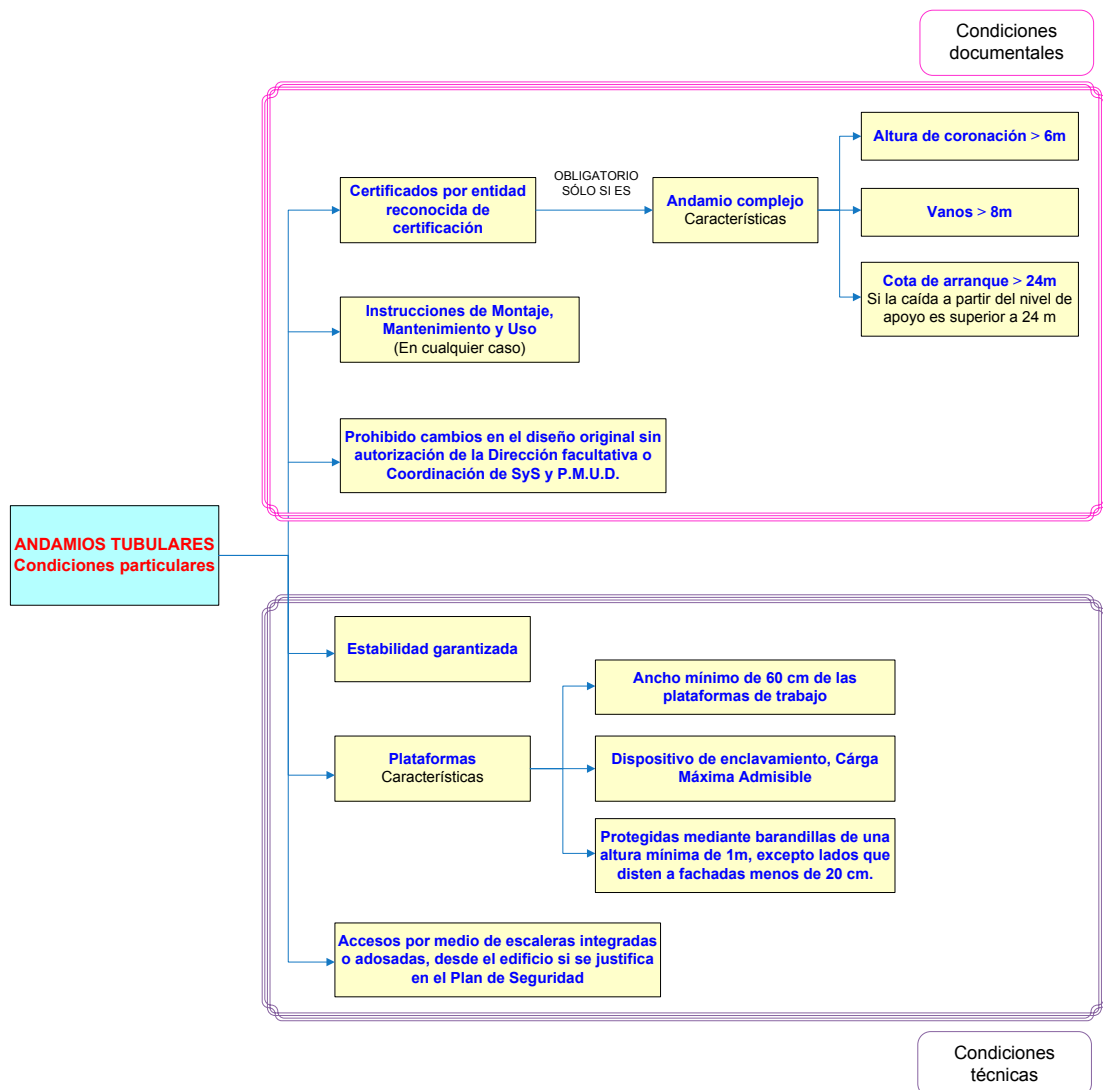 Condiciones
documentales
Altura de coronación > 6m
OBLIGATORIO
SÓLO SI ES
Certificados por entidad
reconocida de
certificación
Andamio complejo
Características
Vanos > 8m
Cota de arranque > 24m
Si la caída a partir del nivel de
apoyo es superior a 24 m
Instrucciones de Montaje,
Mantenimiento y Uso
(En cualquier caso)
Prohibido cambios en el diseño original sin
autorización de la Dirección facultativa o
Coordinación de SyS y P.M.U.D.
ANDAMIOS TUBULARES
Condiciones particulares
Estabilidad garantizada
Ancho mínimo de 60 cm de las
plataformas de trabajo
Plataformas
Características
Dispositivo de enclavamiento, Cárga
Máxima Admisible
Protegidas mediante barandillas de una
altura mínima de 1m, excepto lados que
disten a fachadas menos de 20 cm.
Accesos por medio de escaleras integradas
o adosadas, desde el edificio si se justifica
en el Plan de Seguridad
Condiciones
técnicas